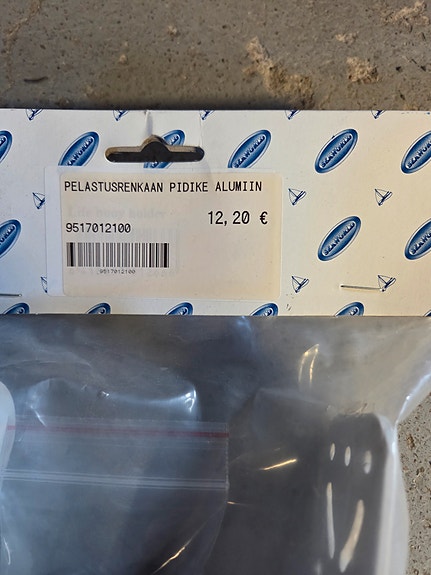 PELASTUSRENKAAN PIDIKE ALUMIIN
12,20 €
9517012100
9517012100